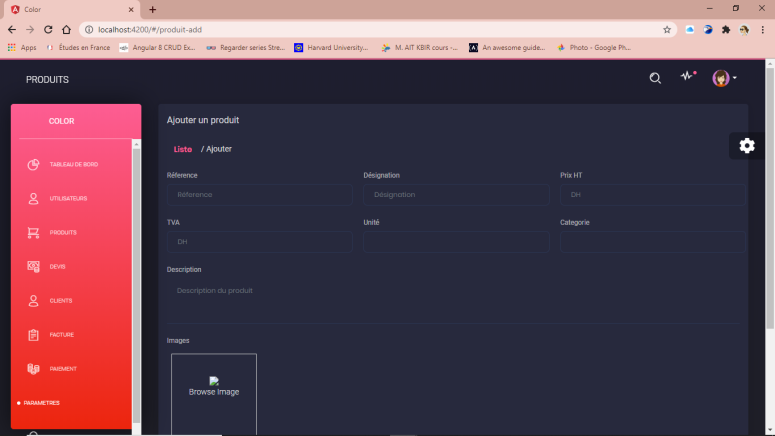 Color
localhost:4200/#/produit-add
Apps
Études en France
Angular 8 CRUD Ex...
Regarder series Stre...
Harvard University...
M. AIT KBIR cours -...
An awesome guide...
Photo - Google Ph...
PRODUITS
COLOR
TABLEAU DE BORD
UTILISATEURS
PRODUITS
DEVIS
CLIENTS
FACTURE
PAIEMENT
PARAMETRES
Ajouter un produit
Liste / Ajouter
Réference Désignation Prix HT
Réference Désignation DH
TVA Unité Categorie
DH
Description
Description du produit
Images
Browse Image